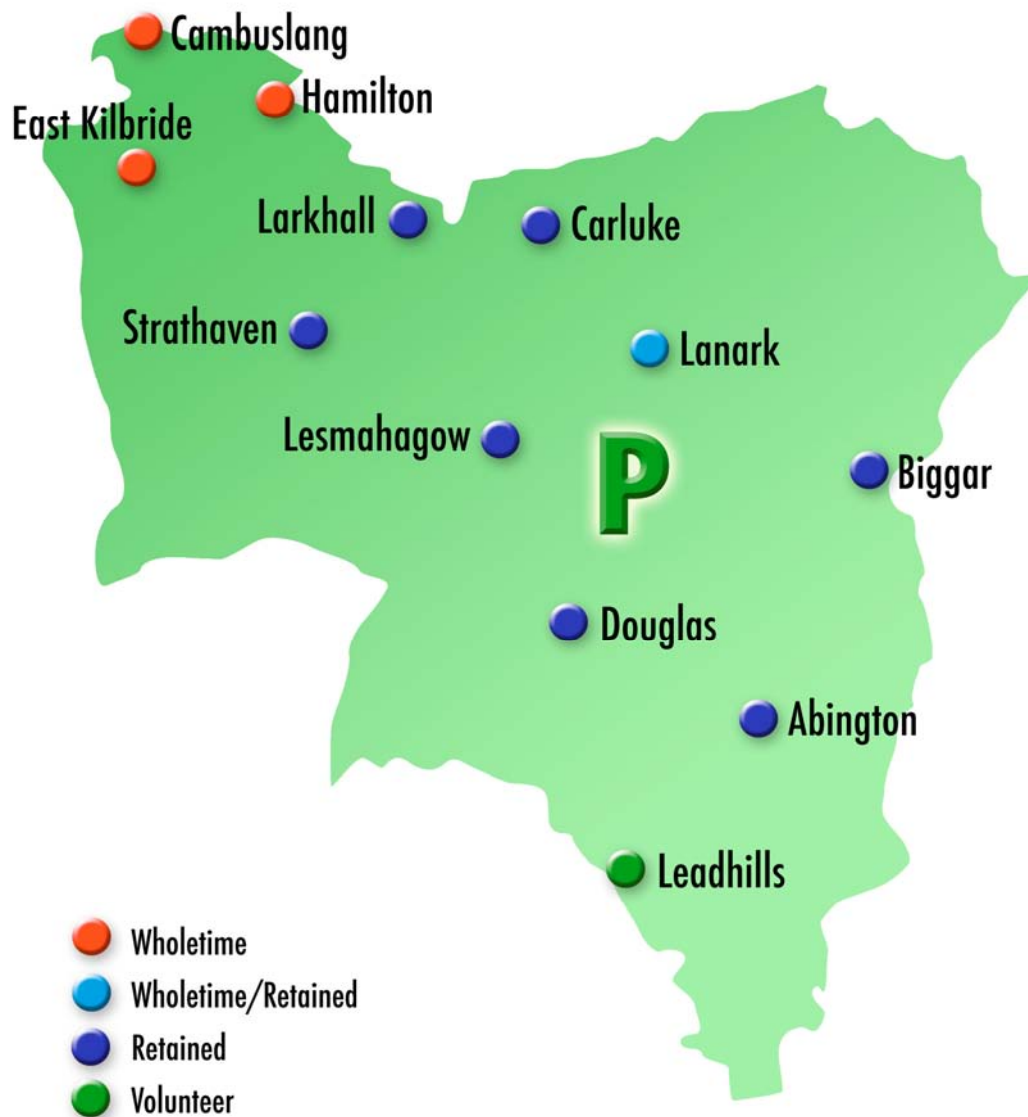 Cambuslang
Hamilton
East Kilbride
Larkhall
Carluke
Strathaven
Lanark
Lesmahagow
P
Biggar
Douglas
Abington
Leadhills
Wholetime
Wholetime/Retained
Retained
Volunteer